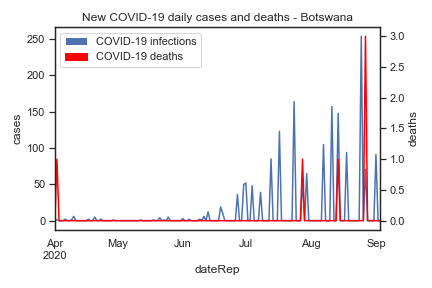 New COVID-19 daily cases and deaths - Botswana
COVID-19 infections
COVID-19 deaths
250
200
150
100
50
0
cases
3.0
2.5
2.0
1.5
1.0
0.5
0.0
deaths
Apr May Jun Jul Aug Sep
2020
dateRep